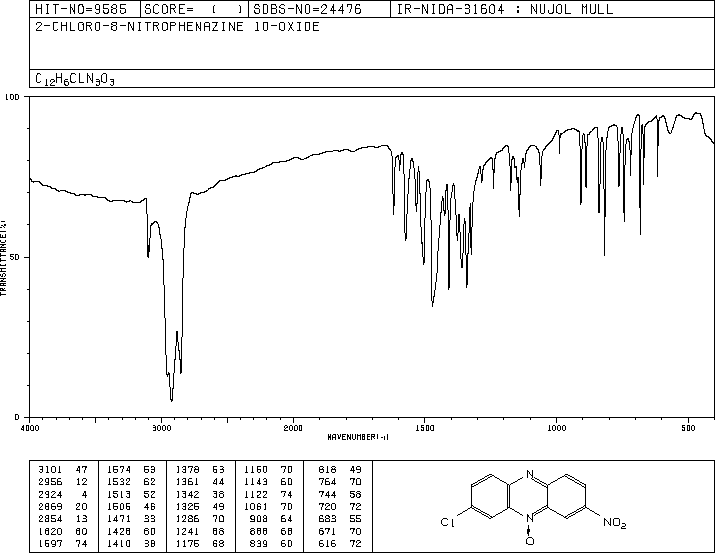 HIT-NO=9585 SCORE= ( ) SDBS-NO=24476 IR-NIDA-31604 : NUJOL MULL
2-CHLORO-8-NITROPHENAZINE 10-OXIDE
C12H6CLN3O3
100
50
0
TRANSMITTANCE(%)
4000 3000 2000 1500 1000 500
WAVENUMBER(-1)
3101 47 1574 53 1378 53 1150 70 818 49
2956 12 1532 62 1361 44 1143 60 764 70
2924 4 1513 52 1342 38 1122 74 744 58
2869 20 1506 46 1325 49 1061 70 720 72
2854 13 1471 33 1286 70 908 64 683 55
1620 60 1428 60 1241 68 888 68 671 70
1597 74 1410 38 1175 68 839 60 616 72
N
Cl
N
O
NO2